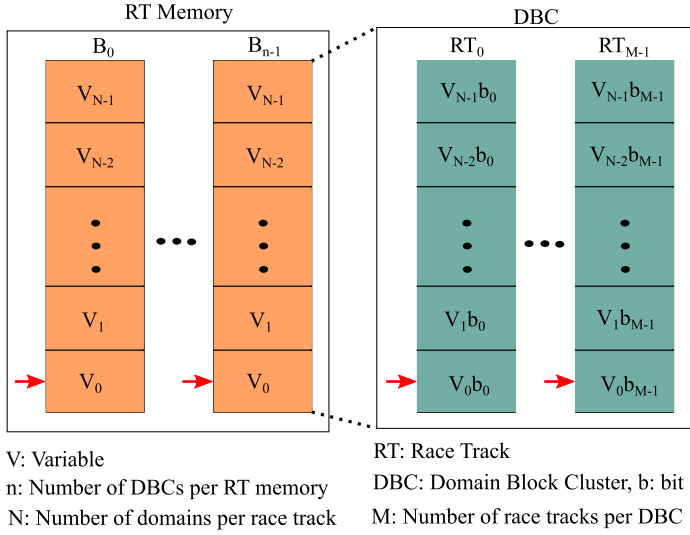 RT Memory
B0
Bn-1
VN-1
VN-1
VN-2
VN-2
V1
V1
V0
V0
DBC
RT0
RTM-1
VN-1b0
VN-1bM-1
VN-2b0
VN-2bM-1
V1b0
V1bM-1
V0b0
V0bM-1
V: Variable
n: Number of DBCs per RT memory
N: Number of domains per race track
RT: Race Track
DBC: Domain Block Cluster, b: bit
M: Number of race tracks per DBC